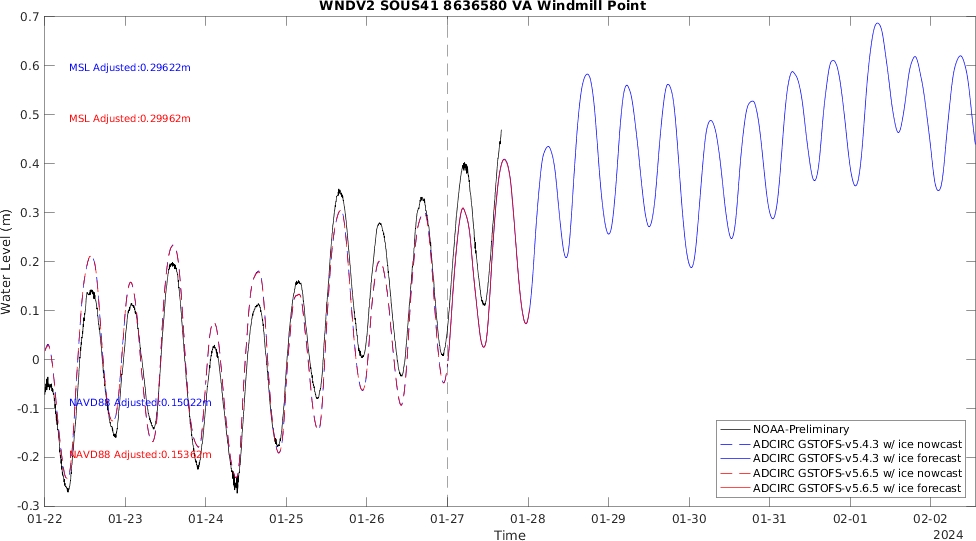 WNDV2 SOUS41 8636580 VA Windmill Point
0.7
0.6
0.5
0.4
0.3
0.2
0.1
0
-0.1
-0.2
-0.3
Water Level (m)
MSL Adjusted:0.29622m
MSL Adjusted:0.29962m
NAVD88 Adjusted:0.15022m
NAVD88 Adjusted:0.15362m
NOAA-Preliminary
ADCIRC GSTOFS-v5.4.3 w/ ice nowcast
ADCIRC GSTOFS-v5.4.3 w/ ice forecast
ADCIRC GSTOFS-v5.6.5 w/ ice nowcast
ADCIRC GSTOFS-v5.6.5 w/ ice forecast
01-22 01-23 01-24 01-25 01-26 01-27 01-28 01-29 01-30 01-31 02-01 02-02
Time
2024